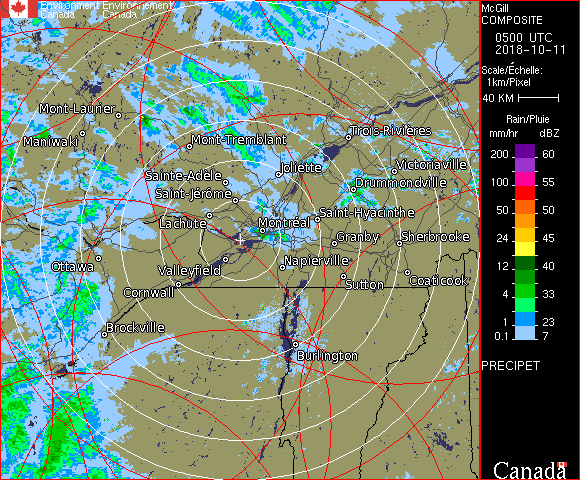 Environment Environnement
Canada Canada
McGill
COMPOSITE
0500 UTC
2018-10-11
Scale/Échelle:
1km/Pixel
40 KM
Rain/Pluie
mm/hr dBZ
200 60
100 55
50 50
24 45
12 40
4 33
1 23
0.1 7
PRECIPET
Canada
Mont-Laurier
Maniwaki
Mont-Tremblant
Trois-Rivières
Joliette
Victoriaville
Sainte-Adèle
Drummondville
Saint-Jérôme
Saint-Hyacinthe
Lachute
Montréal
Granby
Sherbrooke
Ottawa
Valleyfield
Napierville
Cornwall
Sutton
Coaticook
Brockville
Burlington